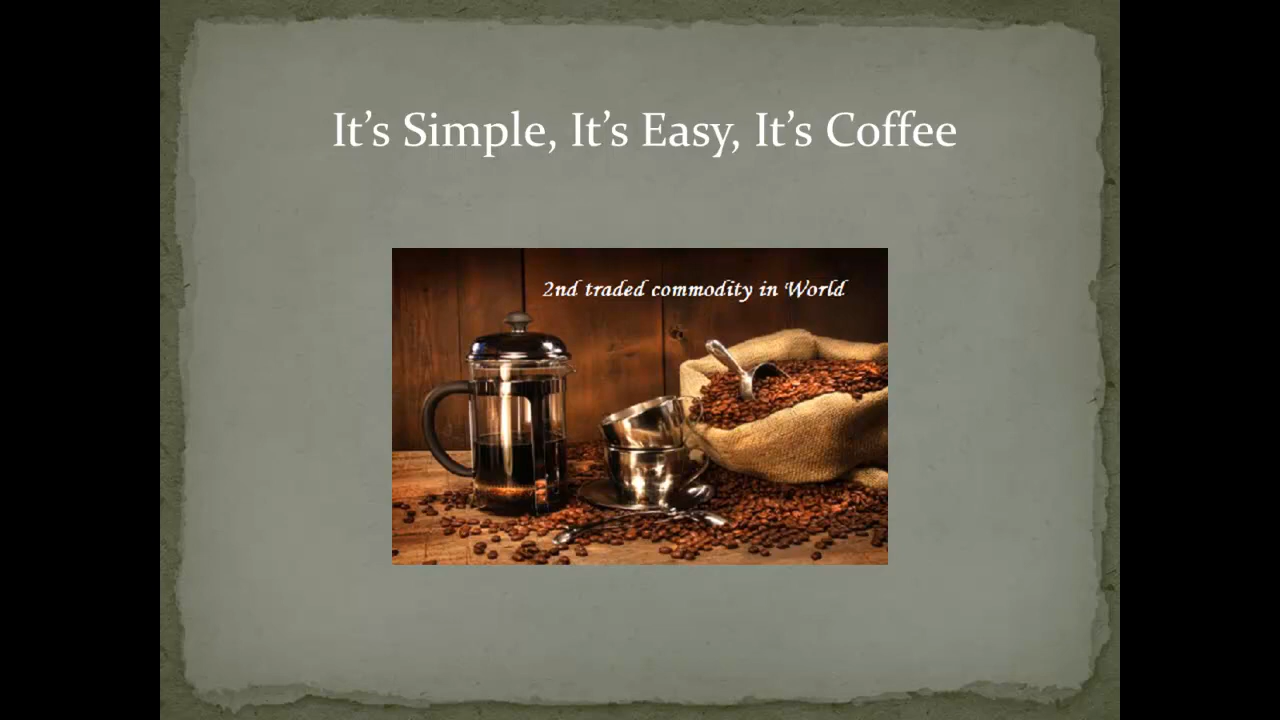 It’s Simple, It’s Easy, It’s Coffee
2nd traded commodity in World